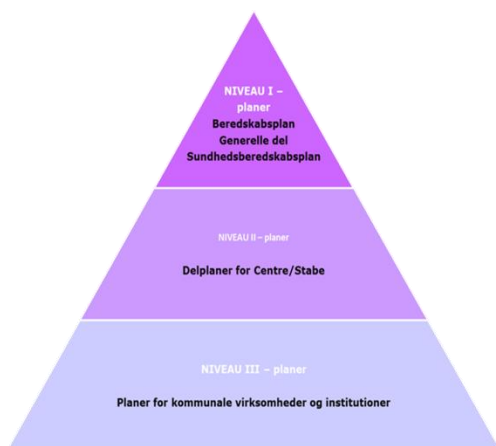 NIVEAU I –
planer
Beredskabsplan
Generelle del
Sundhedsberedskabsplan
NIVEAU II – planer
Delplaner for Centre/Stabe
NIVEAU III – planer
Planer for kommunale virksomheder og institutioner